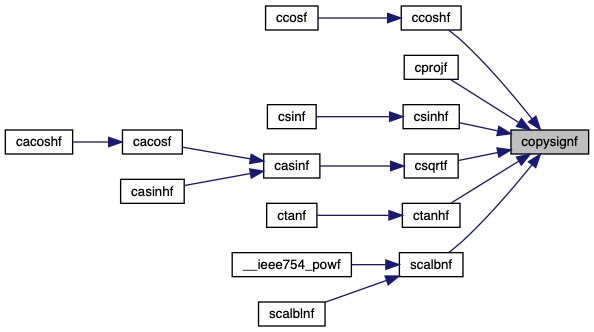 ccosf
ccoshf
cprojf
csinf
csinhf
copysignf
cacoshf
cacosf
casinf
csqrtf
casinhf
ctanf
ctanhf
__ieee754_powf
scalbnf
scalblnf